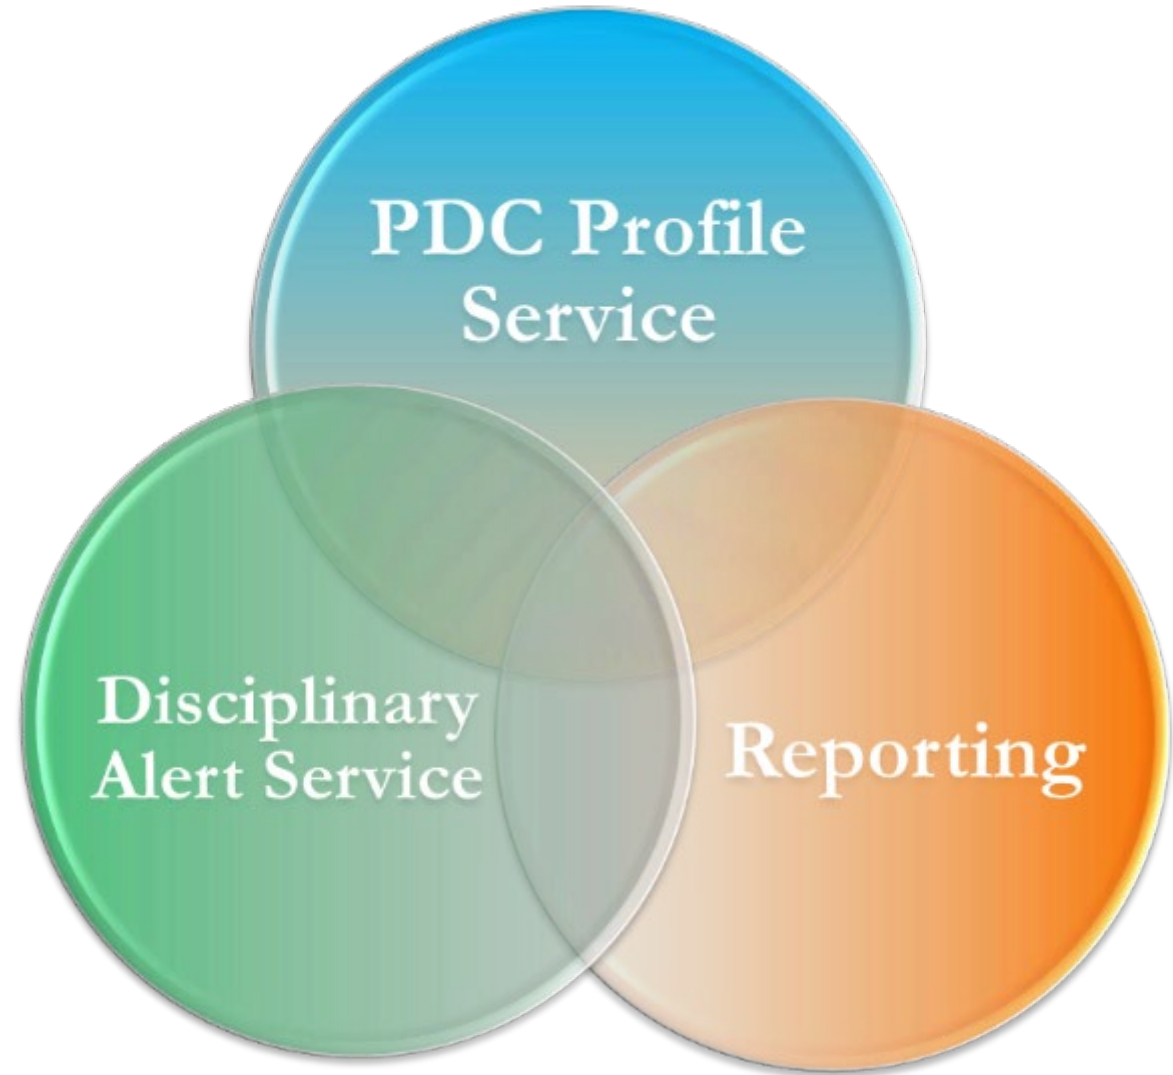 PDC Profile
Service
Disciplinary
Alert Service
Reporting